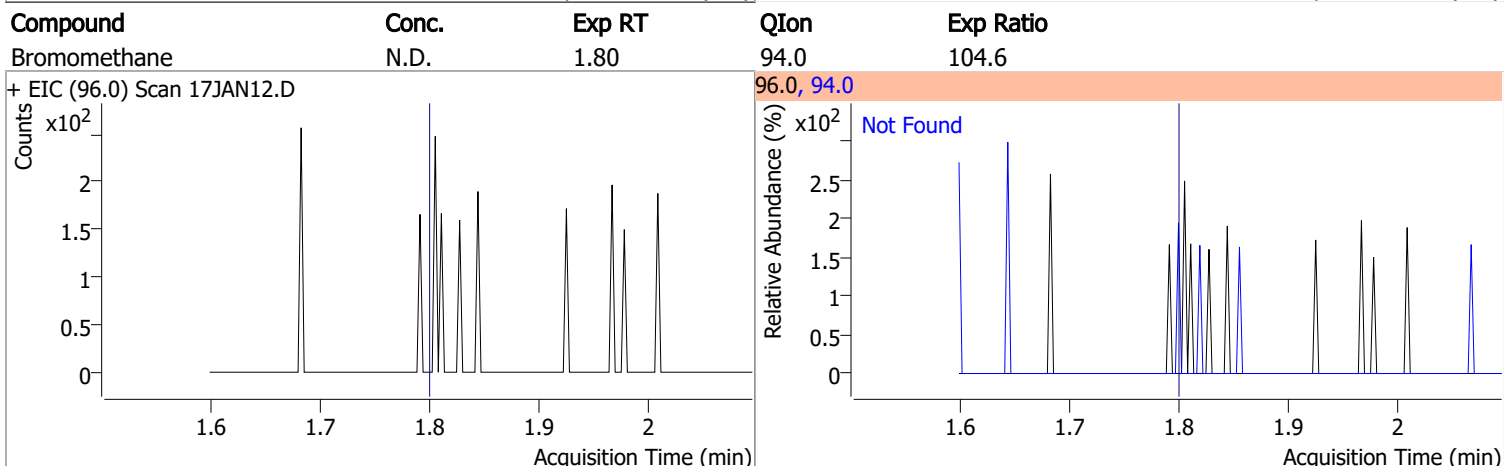 Compound Conc. Exp RT QIon Exp Ratio
Bromomethane N.D. 1.80 94.0 104.6
+ EIC (96.0) Scan 17JAN12.D
Counts
x10²
2
1.5
1
0.5
0
1.6 1.7 1.8 1.9 2
Acquisition Time (min)
96.0, 94.0
Relative Abundance (%)
x10²
Not Found
2.5
2
1.5
1
0.5
0
1.6 1.7 1.8 1.9 2
Acquisition Time (min)